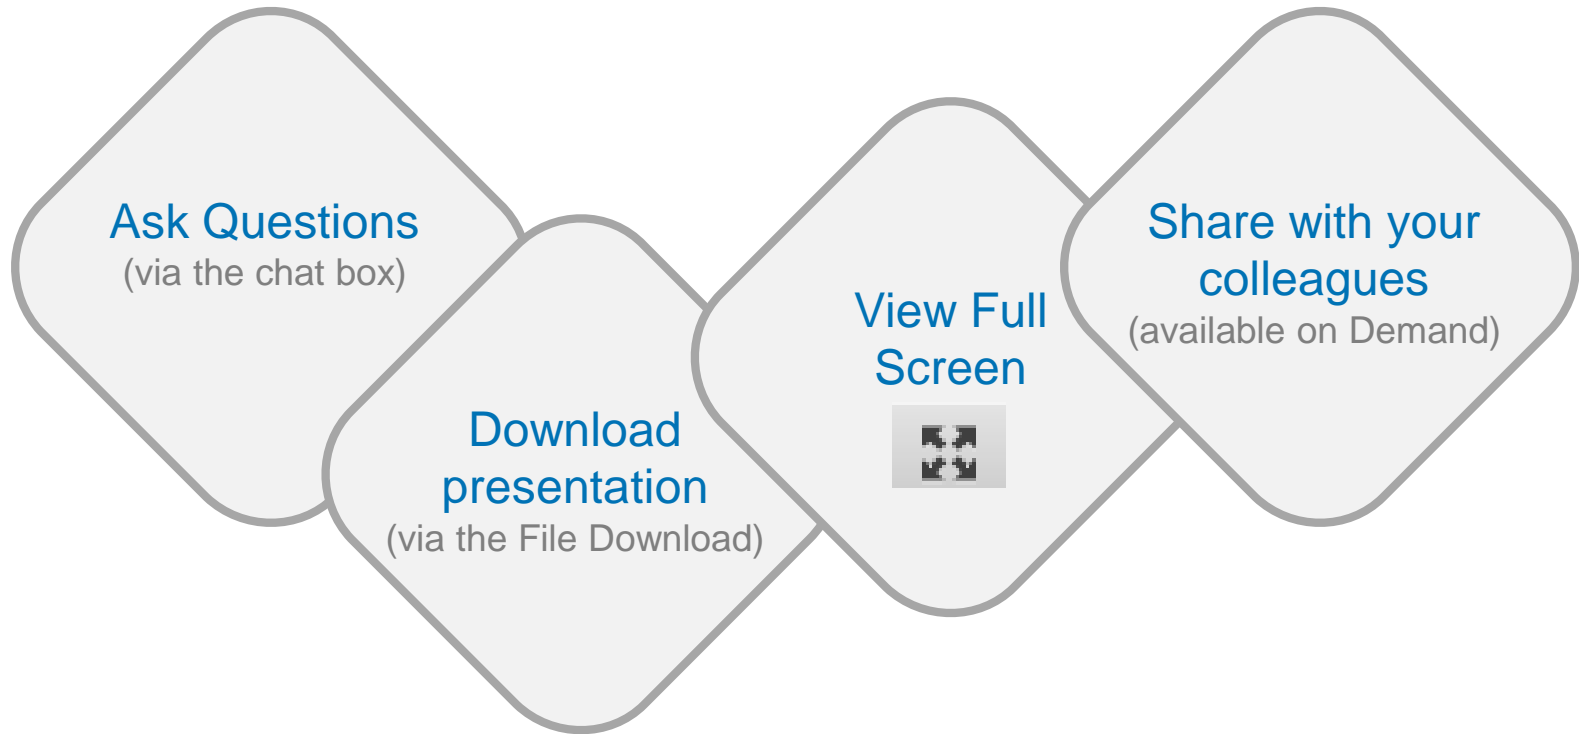 Ask Questions
(via the chat box)
Download
presentation
(via the File Download)
View Full
Screen
Share with your
colleagues
(available on Demand)